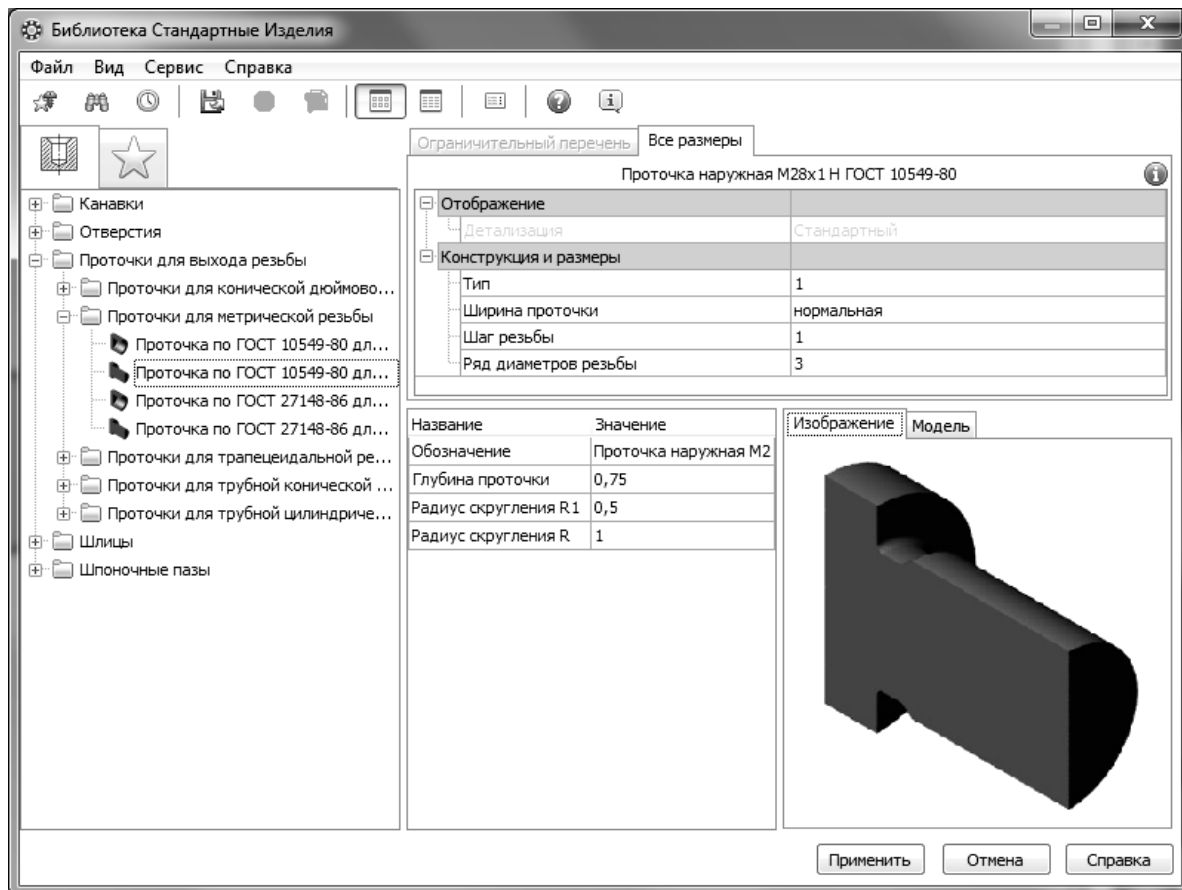 Библиотека Стандартные Изделия
Файл Вид Сервис Справка
Ограничительный перечень Все размеры
Проточка наружная M28x1 Н ГОСТ 10549-80
Канавки
Отверстия
Проточки для выхода резьбы
Проточки для конической дюймово...
Проточки для метрической резьбы
Проточка по ГОСТ 10549-80 дл...
Проточка по ГОСТ 10549-80 дл...
Проточка по ГОСТ 27148-86 дл...
Проточка по ГОСТ 27148-86 дл...
Проточки для трапецеидальной ре...
Проточки для трубной конической ...
Проточки для трубной цилиндриче...
Шлицы
Шпоночные пазы
Отображение
Детализация Стандартный
Конструкция и размеры
Тип 1
Ширина проточки нормальная
Шаг резьбы 1
Ряд диаметров резьбы 3
Название Значение
Обозначение Проточка наружная M2
Глубина проточки 0,75
Радиус скругления R1 0,5
Радиус скругления R 1
Изображение Модель
Применить Отмена Справка